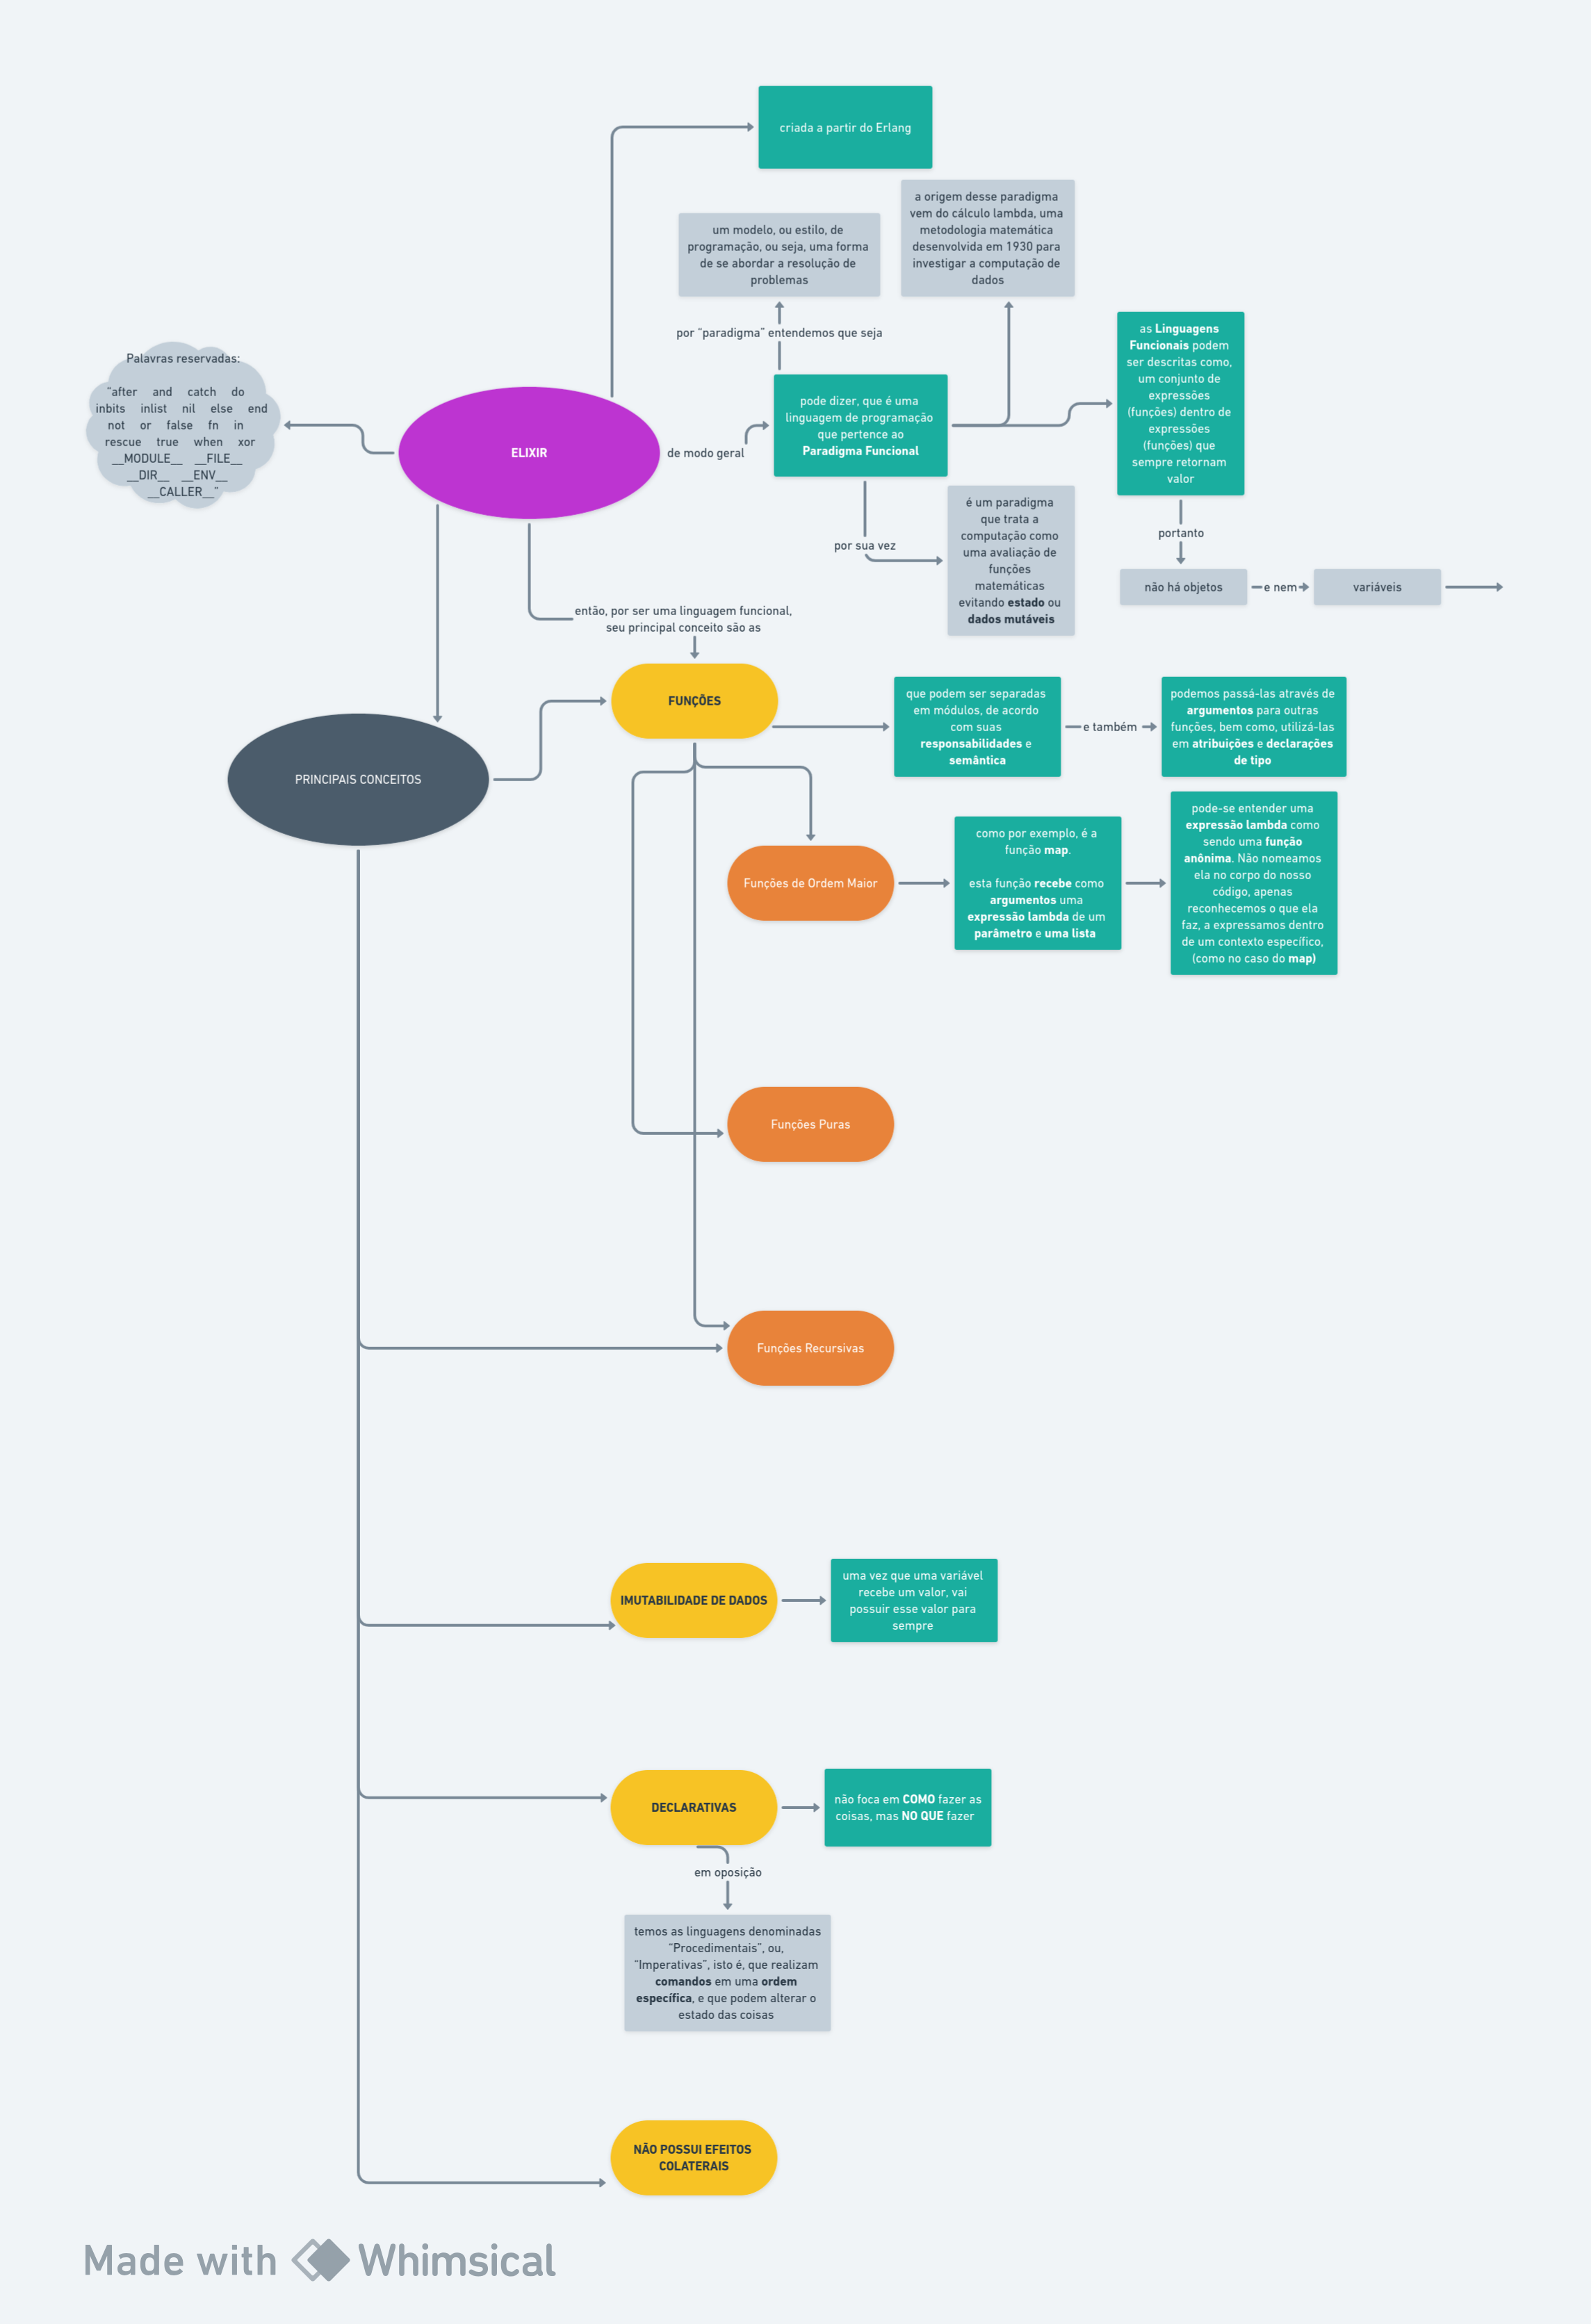 criada a partir do Erlang
a origem desse paradigma
vem do cálculo lambda, uma
metodologia matemática
desenvolvida em 1930 para
investigar a computação de
dados
um modelo, ou estilo, de
programação, ou seja, uma forma
de se abordar a resolução de
problemas
por “paradigma” entendemos que seja
as Linguagens
Funcionais podem
ser descritas como,
um conjunto de
expressões
(funções) dentro de
expressões
(funções) que
sempre retornam
valor
Palavras reservadas:
“after and catch do
inbits inlist nil else end
not or false fn in
rescue true when xor
__MODULE__ __FILE__
__DIR__ __ENV__
__CALLER__”
ELIXIR
de modo geral
pode dizer, que é uma
linguagem de programação
que pertence ao
Paradigma Funcional
por sua vez
é um paradigma
que trata a
computação como
uma avaliação de
funções
matemáticas
evitando estado ou
dados mutáveis
portanto
não há objetos
e nem
variáveis
então, por ser uma linguagem funcional,
seu principal conceito são as
FUNÇÕES
que podem ser separadas
em módulos, de acordo
com suas
responsabilidades e
semântica
e também
podemos passá-las através de
argumentos para outras
funções, bem como, utilizá-las
em atribuições e declarações
de tipo
PRINCIPAIS CONCEITOS
Funções de Ordem Maior
como por exemplo, é a
função map.
esta função recebe como
argumentos uma
expressão lambda de um
parâmetro e uma lista
pode-se entender uma
expressão lambda como
sendo uma função
anônima. Não nomeamos
ela no corpo do nosso
código, apenas
reconhecemos o que ela
faz, a expressamos dentro
de um contexto específico,
(como no caso do map)
Funções Puras
Funções Recursivas
IMUTABILIDADE DE DADOS
uma vez que uma variável
recebe um valor, vai
possuir esse valor para
sempre
DECLARATIVAS
não foca em COMO fazer as
coisas, mas NO QUE fazer
em oposição
temos as linguagens denominadas
“Procedimentais”, ou,
“Imperativas”, isto é, que realizam
comandos em uma ordem
específica, e que podem alterar o
estado das coisas
NÃO POSSUI EFEITOS
COLATERAIS
Made with Whimsical